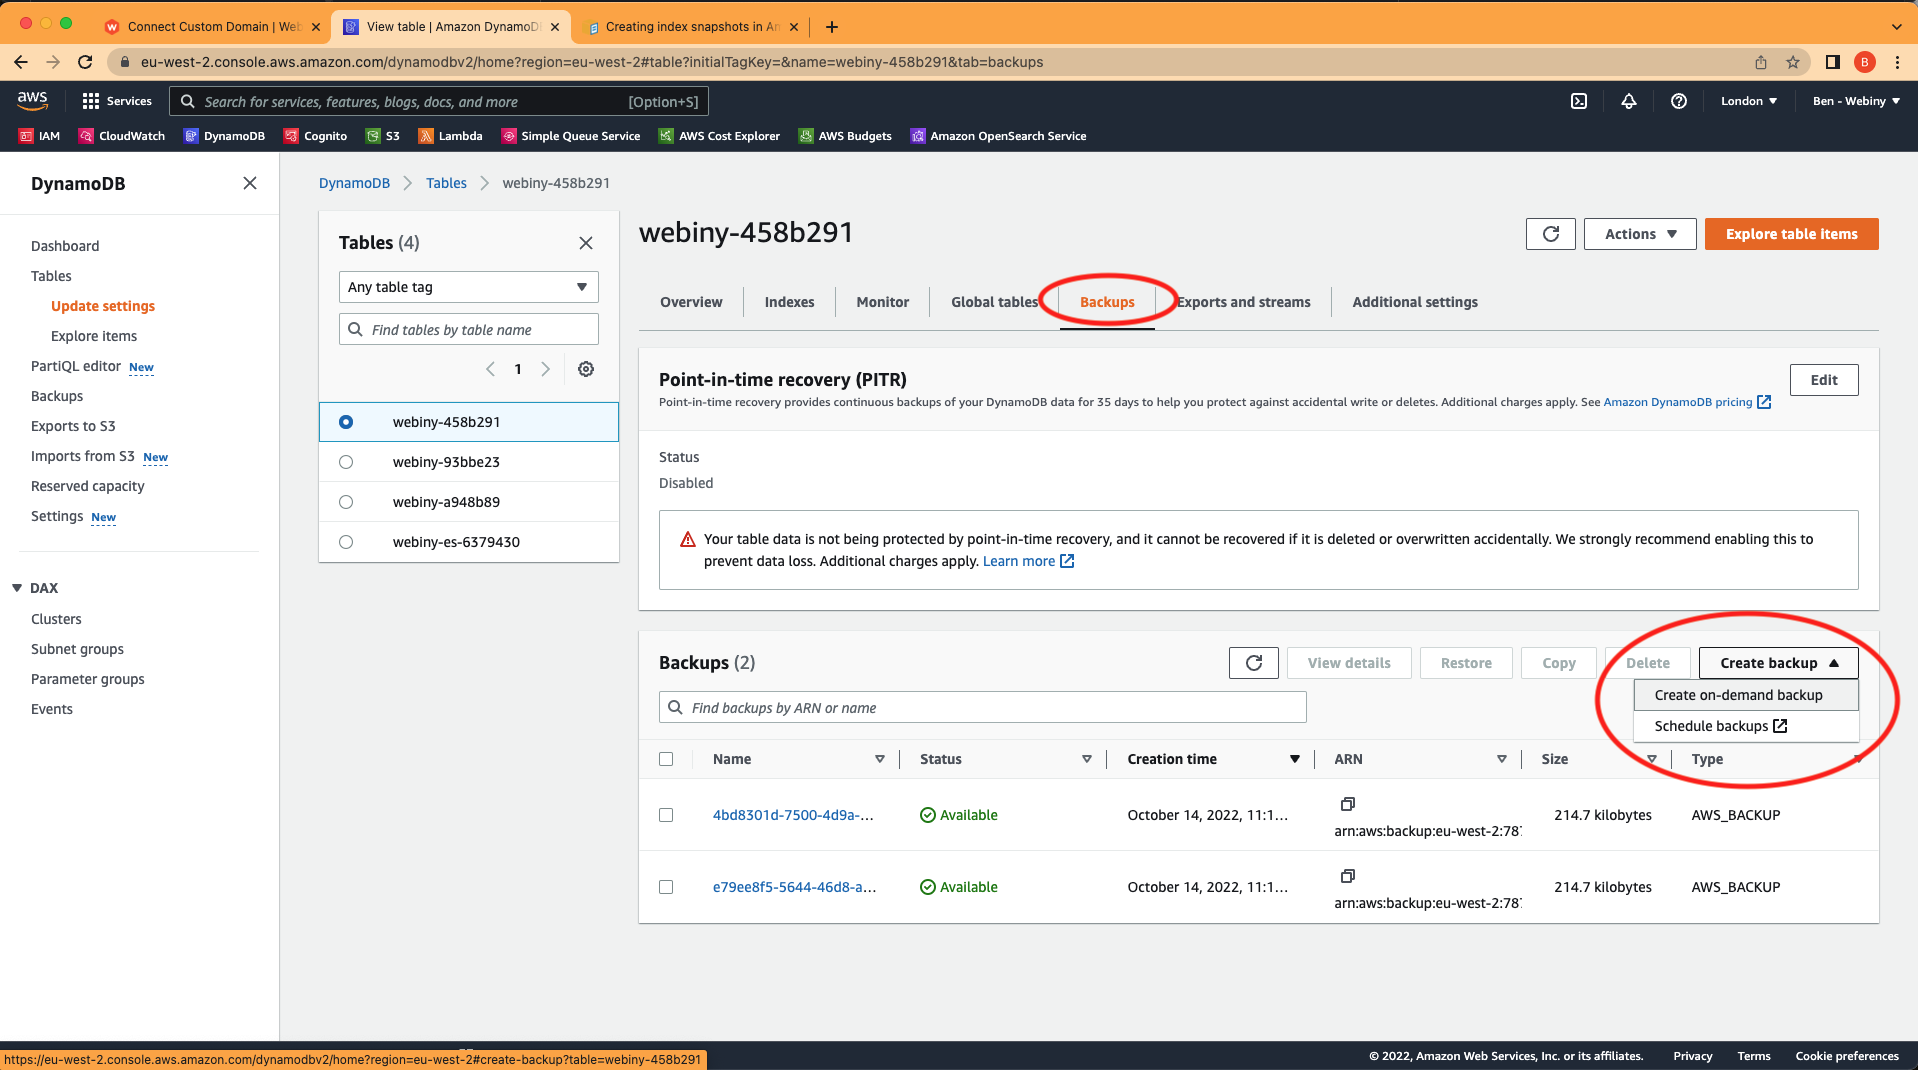 Connect Custom Domain | Web
View table | Amazon DynamoD
Creating index snapshots in Am
eu-west-2.console.aws.amazon.com/dynamodbv2/home?region=eu-west-2#table?initialTagKey=&name=webiny-458b291&tab=backups
B
aws
Services
Search for services, features, blogs, docs, and more
[Option+S]
London
Ben - Webiny
IAM
CloudWatch
DynamoDB
Cognito
S3
Lambda
Simple Queue Service
AWS Cost Explorer
AWS Budgets
Amazon OpenSearch Service
DynamoDB
Dashboard
Tables
Update settings
Explore items
PartiQL editor New
Backups
Exports to S3
Imports from S3 New
Reserved capacity
Settings New
DAX
Clusters
Subnet groups
Parameter groups
Events
DynamoDB
Tables
webiny-458b291
Tables (4)
Any table tag
Find tables by table name
1
webiny-458b291
webiny-93bbe23
webiny-a948b89
webiny-es-6379430
webiny-458b291
Actions
Explore table items
Overview
Indexes
Monitor
Global tables
Backups
Exports and streams
Additional settings
Point-in-time recovery (PITR)
Edit
Point-in-time recovery provides continuous backups of your DynamoDB data for 35 days to help you protect against accidental write or deletes. Additional charges apply. See Amazon DynamoDB pricing
Status
Disabled
Your table data is not being protected by point-in-time recovery, and it cannot be recovered if it is deleted or overwritten accidentally. We strongly recommend enabling this to
prevent data loss. Additional charges apply. Learn more
Backups (2)
View details
Restore
Copy
Delete
Create backup
Create on-demand backup
Schedule backups
Find backups by ARN or name
Name
Status
Creation time
ARN
Size
Type
4bd8301d-7500-4d9a-...
Available
October 14, 2022, 11:1...
arn:aws:backup:eu-west-2:787
214.7 kilobytes
AWS_BACKUP
e79ee8f5-5644-46d8-a...
Available
October 14, 2022, 11:1...
arn:aws:backup:eu-west-2:787
214.7 kilobytes
AWS_BACKUP
https://eu-west-2.console.aws.amazon.com/dynamodbv2/home?region=eu-west-2#create-backup?table=webiny-458b291
© 2022, Amazon Web Services, Inc. or its affiliates.
Privacy
Terms
Cookie preferences